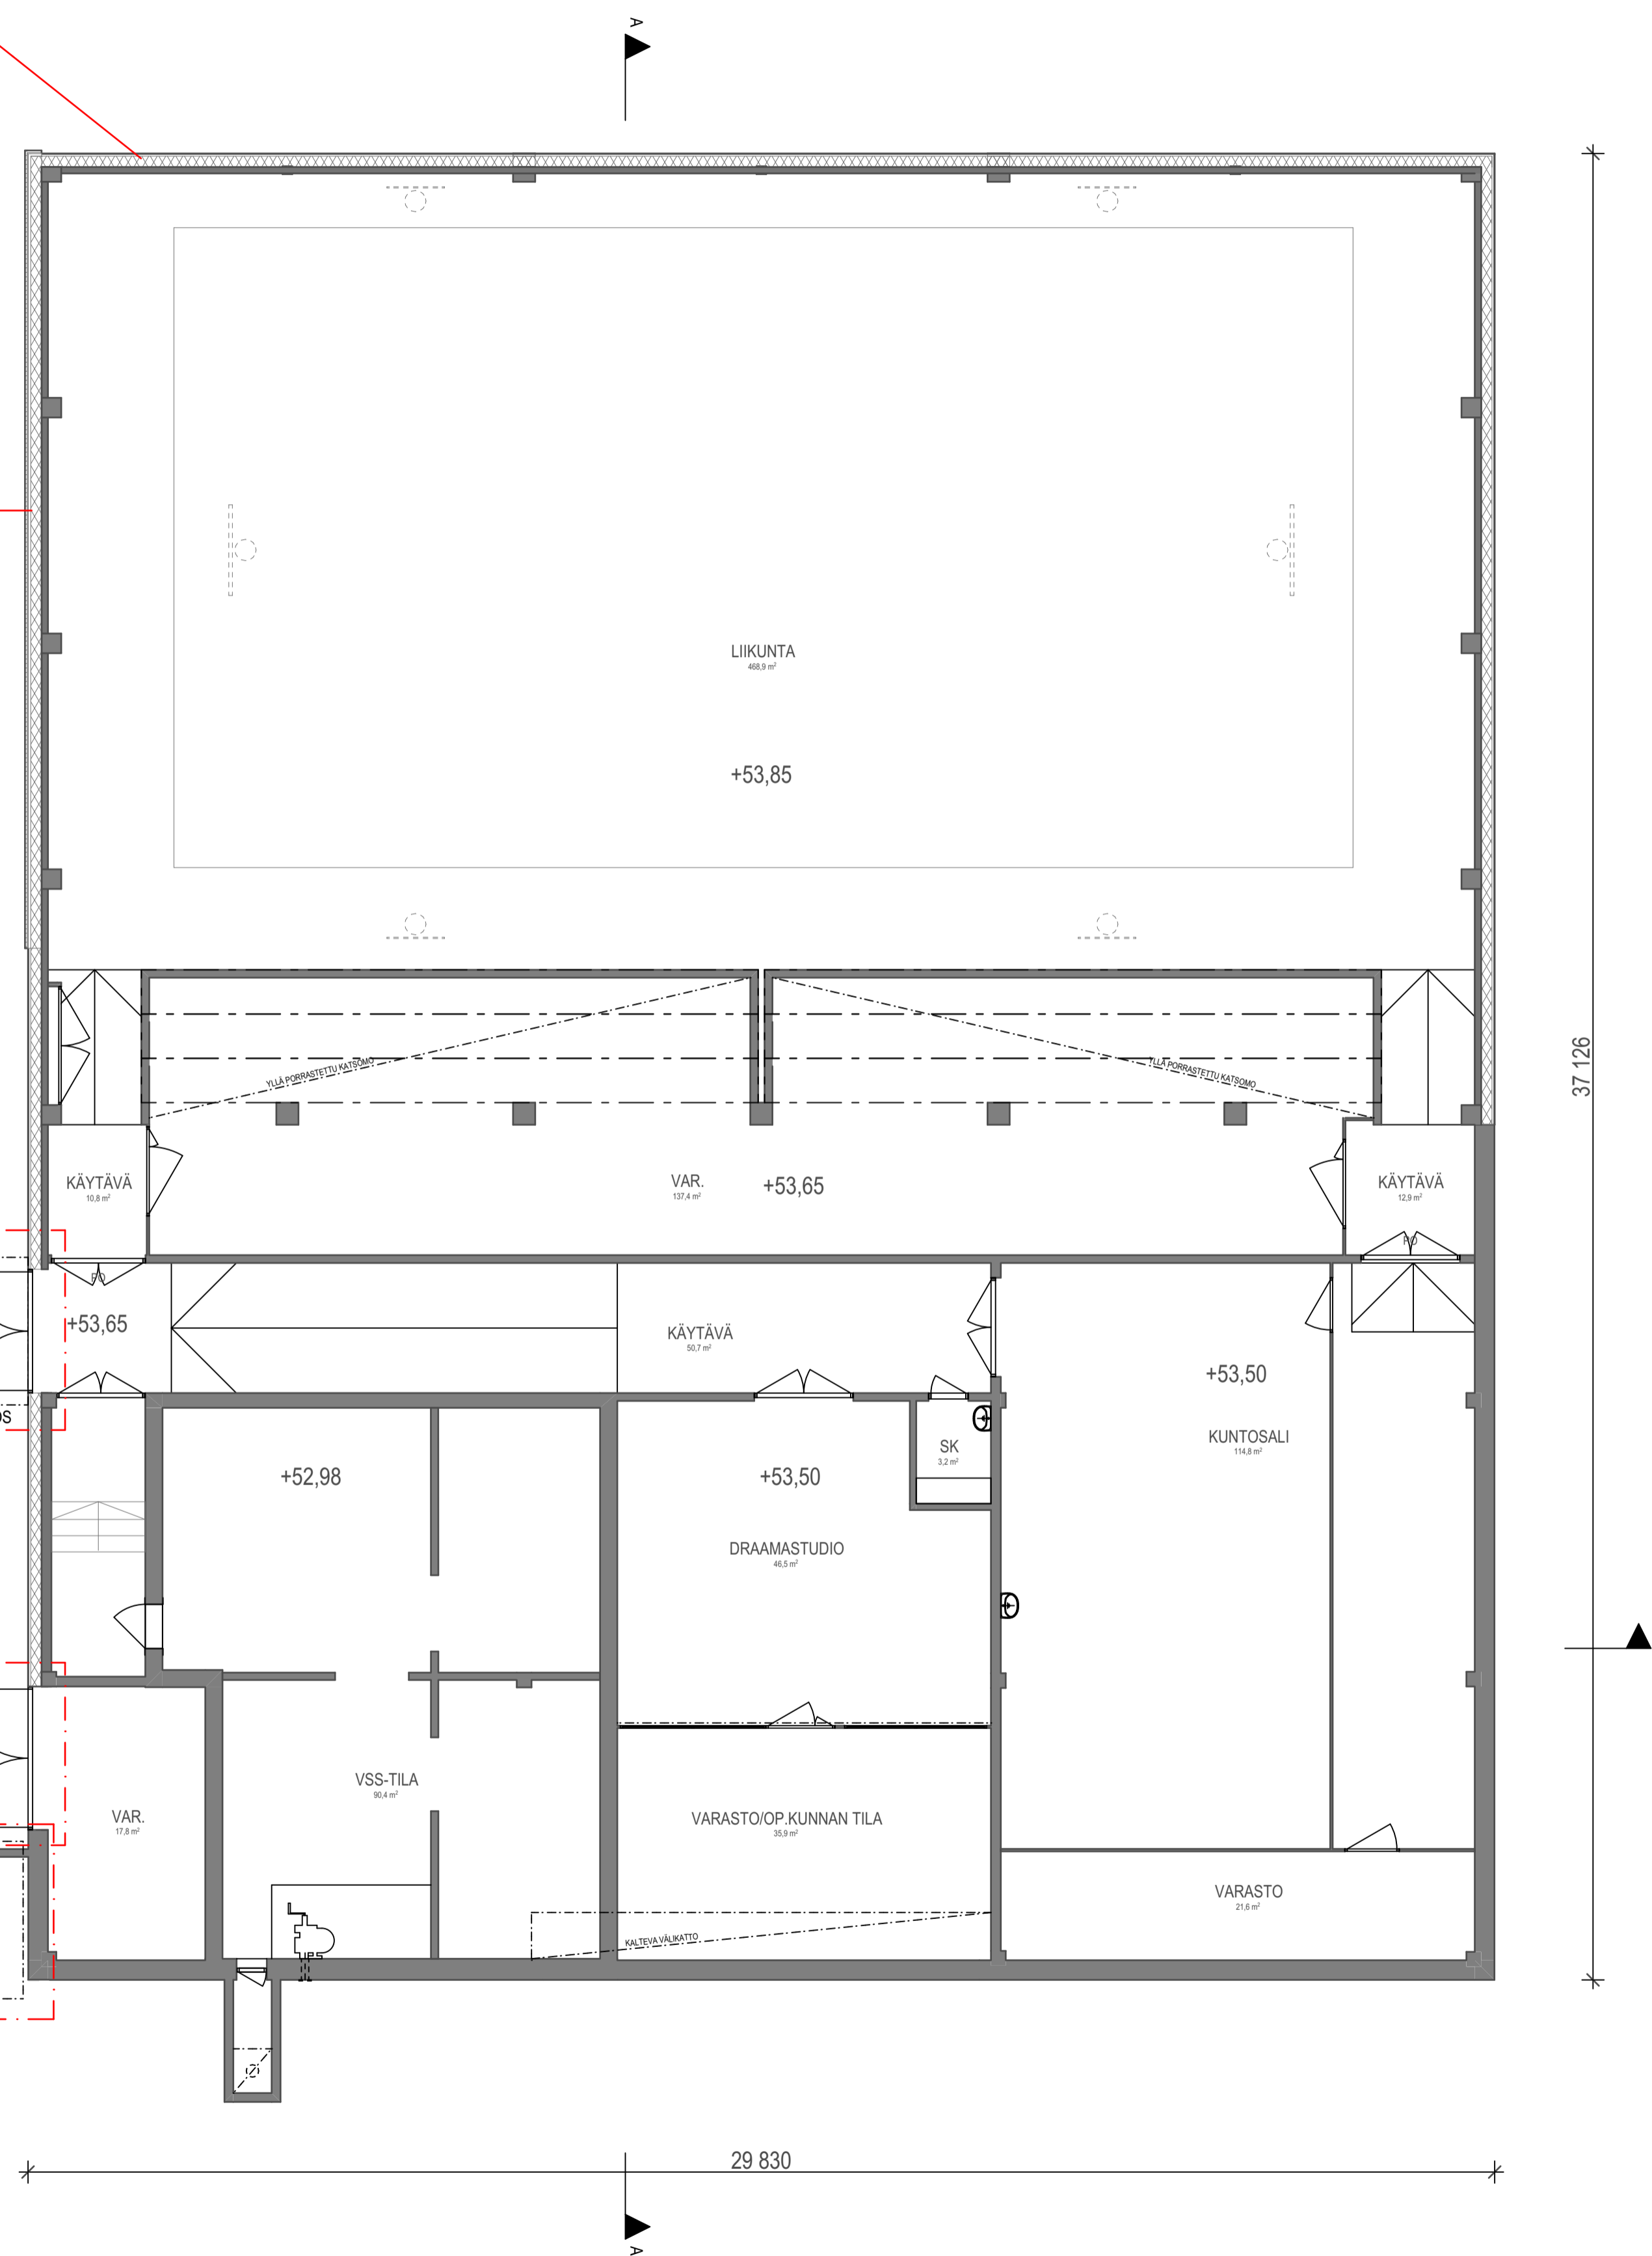 A
LIIKUNTA
468,9 m²
+53,85
YLLÄ PORRASTETTU KATSOMO
YLLÄ PORRASTETTU KATSOMO
37 126
KÄYTÄVÄ
10,8 m²
VAR.
137,4 m²
+53,65
KÄYTÄVÄ
12,9 m²
PO
PO
+53,65
KÄYTÄVÄ
50,7 m²
+53,50
KUNTOSALI
114,8 m²
OS
SK
3,2 m²
+52,98
+53,50
DRAAMASTUDIO
46,5 m²
VSS-TILA
90,4 m²
VAR.
17,8 m²
VARASTO/OP.KUNNAN TILA
35,9 m²
VARASTO
21,6 m²
KALTEVA VÄLIKATTO
29 830
A